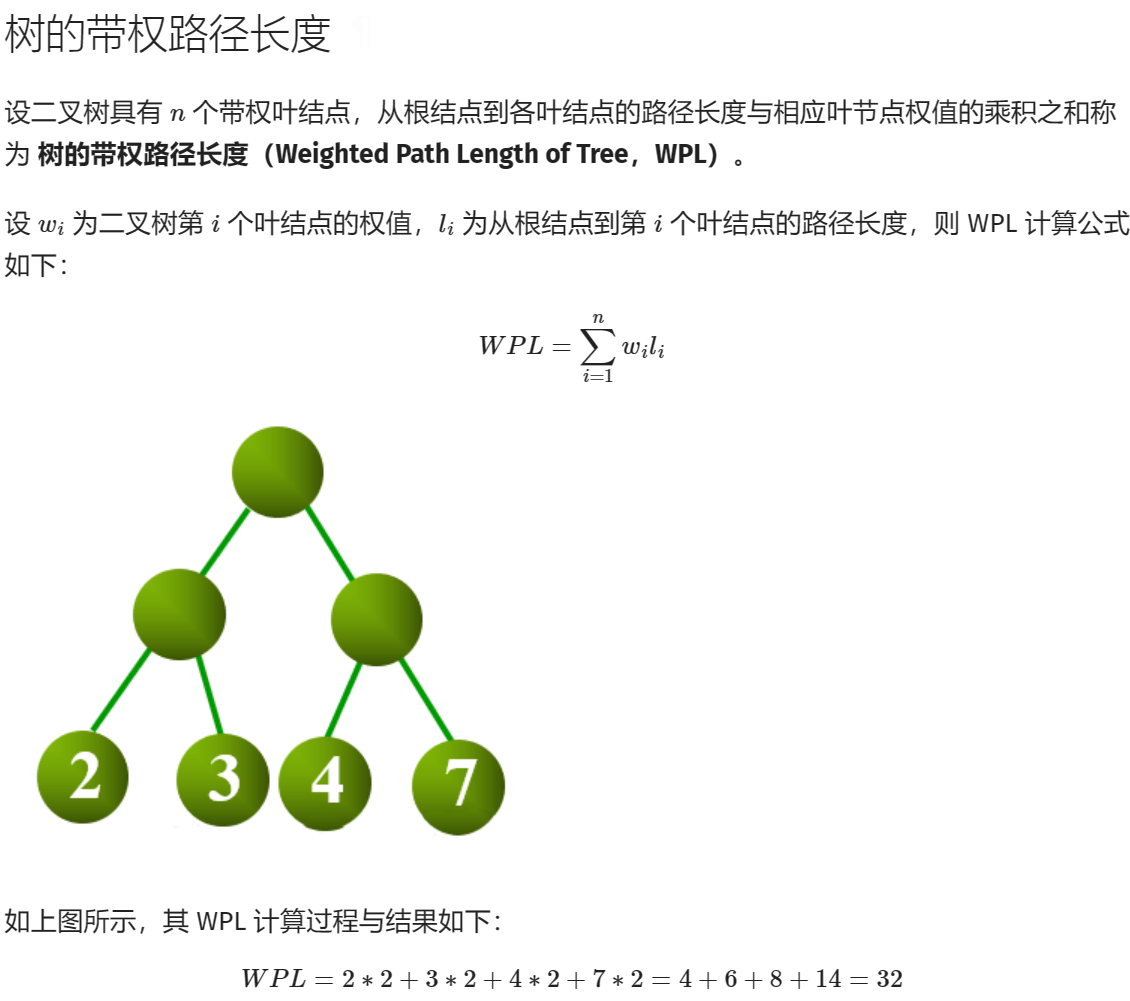 树的带权路径长度
设二叉树具有 n 个带权叶结点，从根结点到各叶结点的路径长度与相应叶节点权值的乘积之和称
为 树的带权路径长度（Weighted Path Length of Tree，WPL）。
设 wᵢ 为二叉树第 i 个叶结点的权值，lᵢ 为从根结点到第 i 个叶结点的路径长度，则 WPL 计算公式
如下：
WPL = ∑ᵢ₌₁ⁿ wᵢlᵢ
2 3 4 7
如上图所示，其 WPL 计算过程与结果如下：
WPL = 2 ∗ 2 + 3 ∗ 2 + 4 ∗ 2 + 7 ∗ 2 = 4 + 6 + 8 + 14 = 32